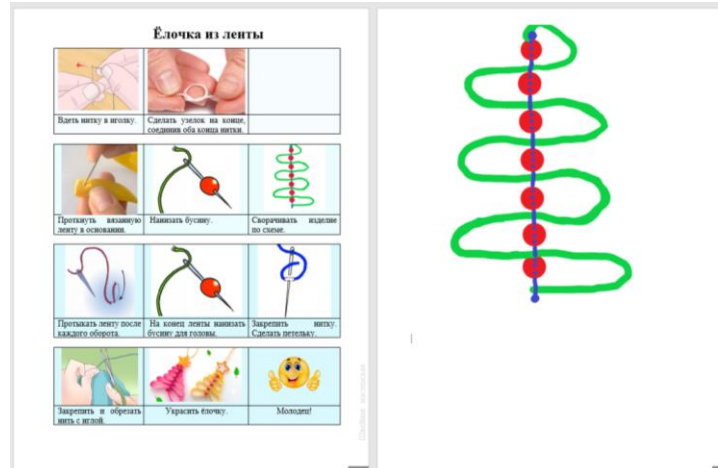 Ёлочка из ленты
Вдеть нитку в иголку.
Сделать узелок на конце,
соединив оба конца нитки.
Проткнуть вязанную
ленту в основании.
Нанизать бусину.
Сворачивать изделие
по схеме.
Протыкать ленту после
каждого оборота.
На конец ленты нанизать
бусину для головы.
Закрепить нитку.
Сделать петельку.
Закрепить и обрезать
нить с иглой.
Украсить ёлочку.
Молодец!